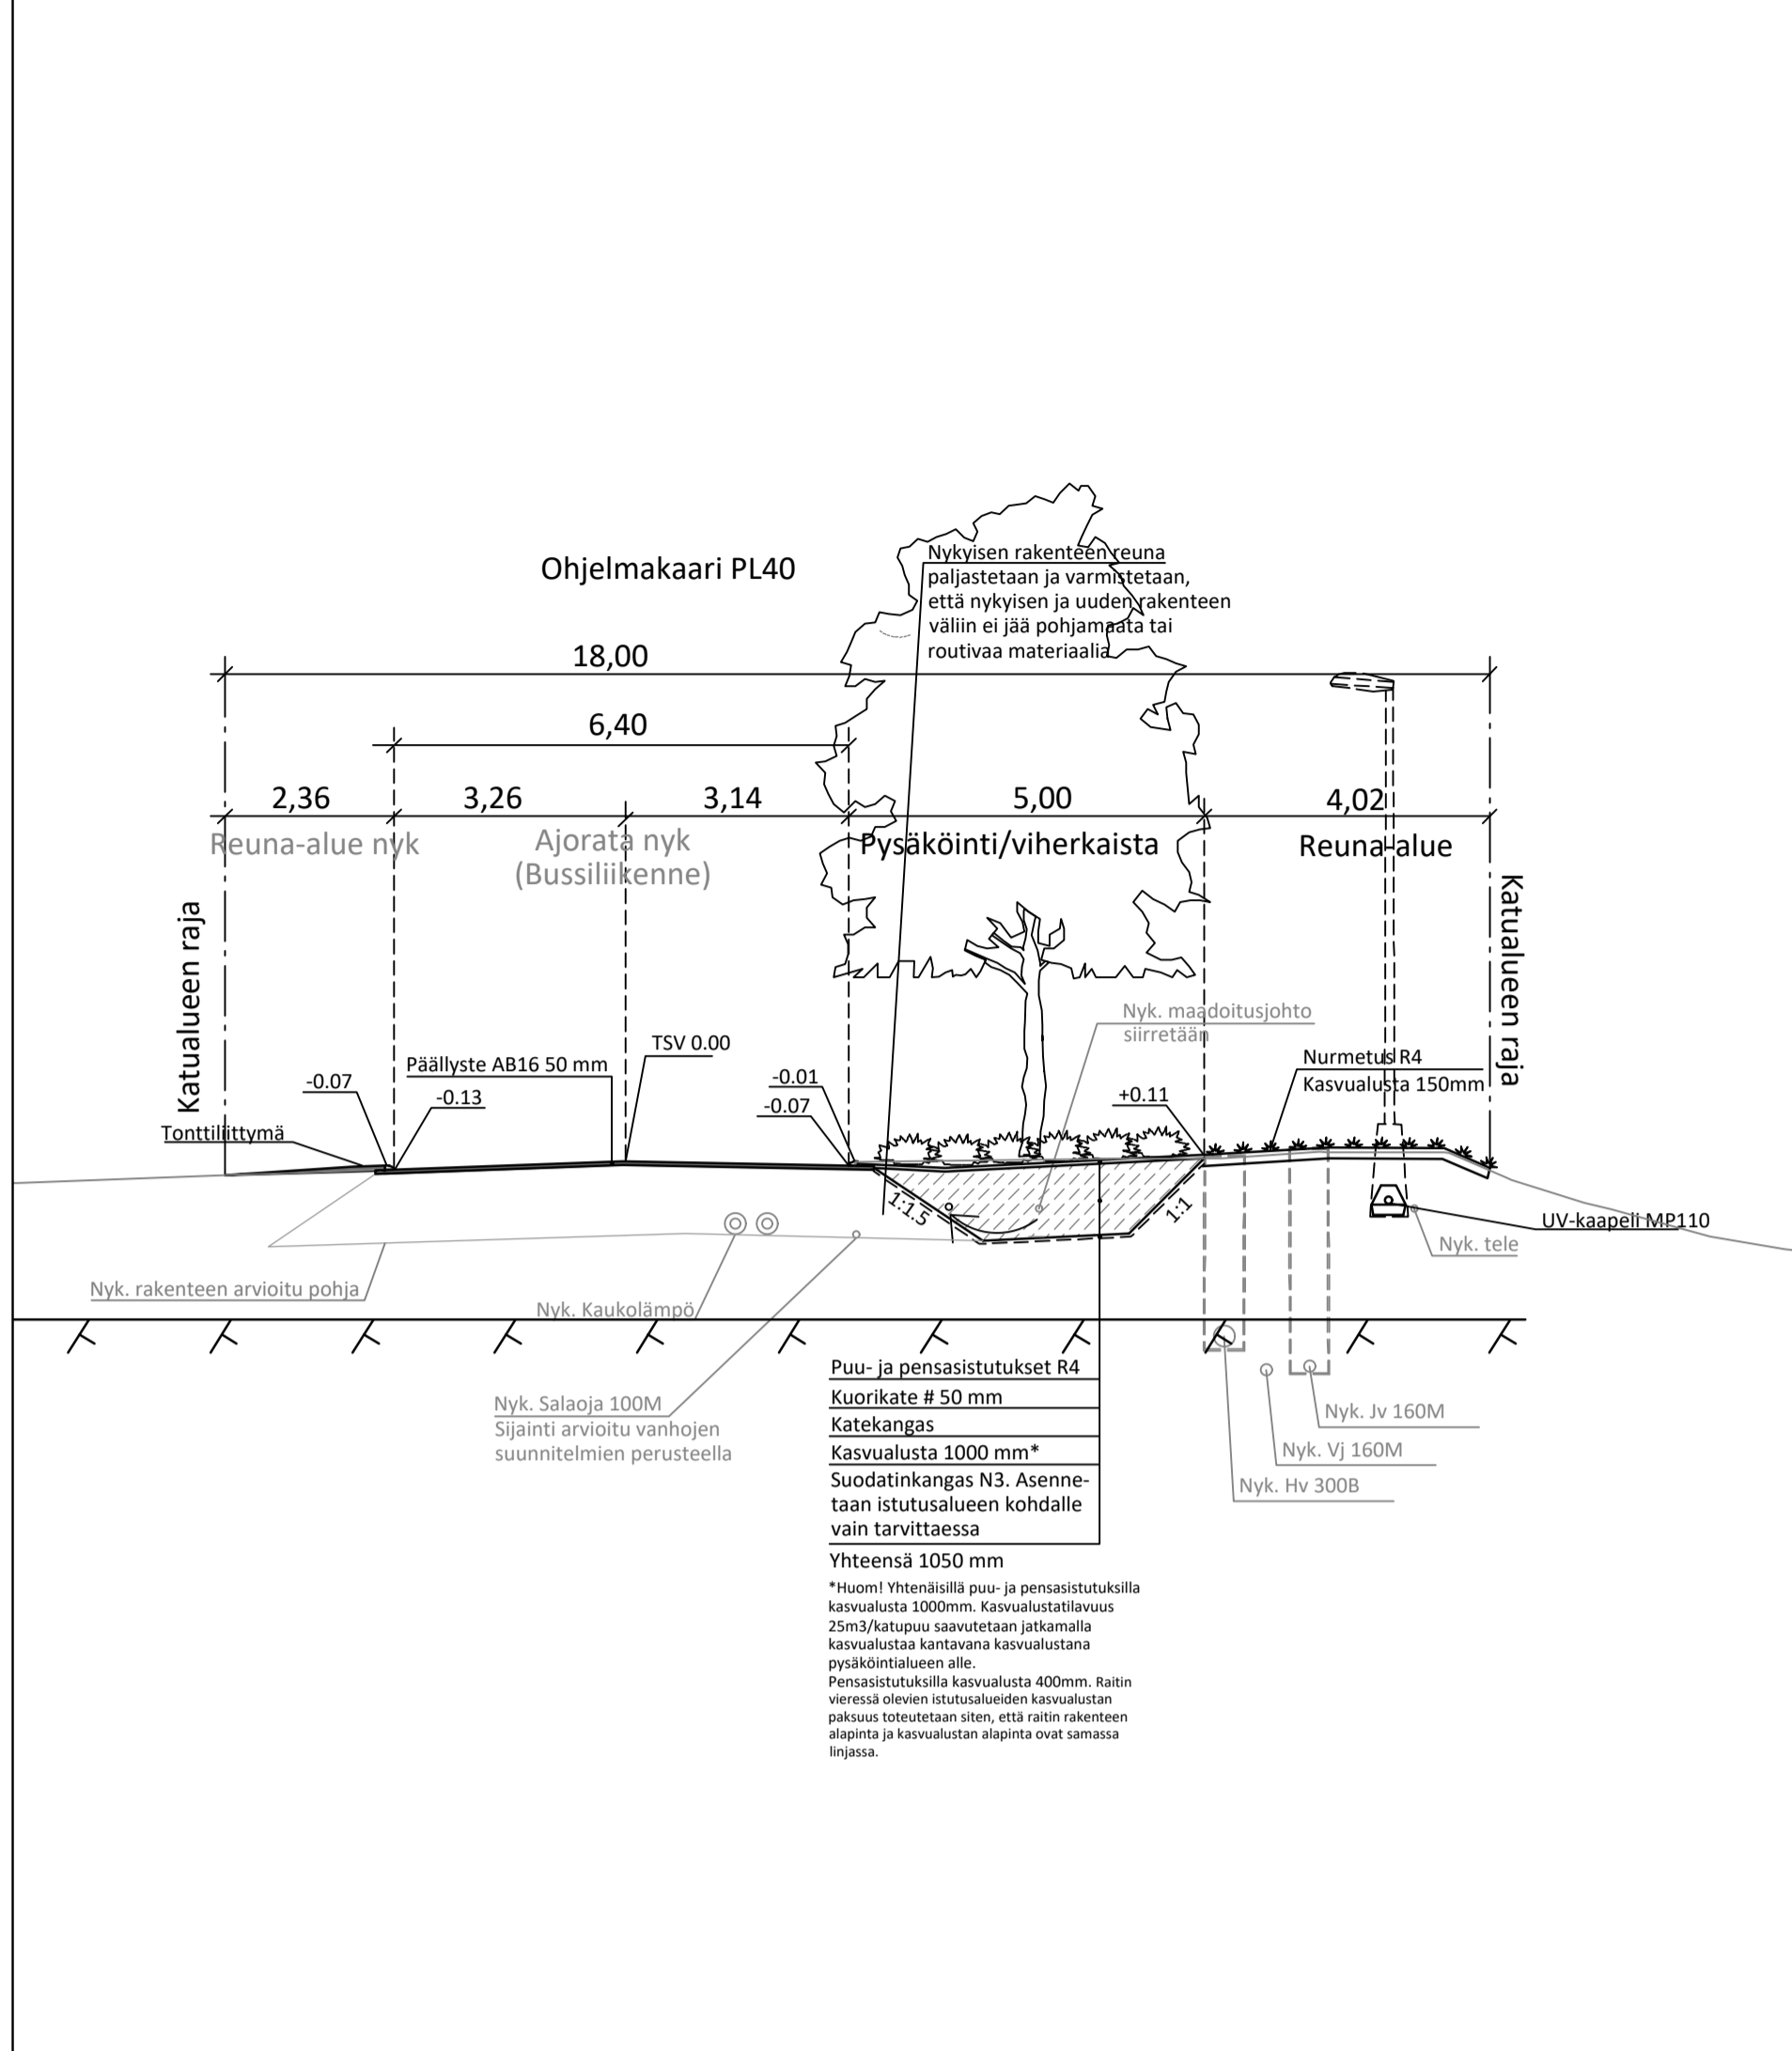 Ohjelmakaari PL40
Nykyisen rakenteen reuna
paljastetaan ja varmistetaan,
että nykyisen ja uuden rakenteen
väliin ei jää pohjamaata tai
routivaa materiaalia
18,00
6,40
2,36
3,26
3,14
5,00
4,02
Reuna-alue nyk
Ajorata nyk
(Bussiliikenne)
Pysäköinti/viherkaista
Reuna-alue
Katualueen raja
Katualueen raja
Nyk. maadoitusjohto
siirretään
TSV 0.00
Päällyste AB16 50 mm
-0.07
-0.13
-0.01
-0.07
+0.11
Nurmetus R4
Kasvualusta 150mm
Tonttiliittymä
1:1.5
1:1
UV-kaapeli MP110
Nyk. tele
Nyk. rakenteen arvioitu pohja
Nyk. Kaukolämpö
Nyk. Salaoja 100M
Sijainti arvioitu vanhojen
suunnitelmien perusteella
Puu- ja pensasistutukset R4
Kuorikate # 50 mm
Katekangas
Kasvualusta 1000 mm*
Suodatinkangas N3. Asenne-
taan istutusalueen kohdalle
vain tarvittaessa
Yhteensä 1050 mm
Nyk. Jv 160M
Nyk. Vj 160M
Nyk. Hv 300B
*Huom! Yhtenäisillä puu- ja pensasistutuksilla
kasvualusta 1000mm. Kasvualustatilavuus
25m3/katupuu saavutetaan jatkamalla
kasvualustaa kantavana kasvualustana
pysäköintialueen alle.
Pensasistutuksilla kasvualusta 400mm. Raitin
vieressä olevien istutusalueiden kasvualustan
paksuus toteutetaan siten, että raitin rakenteen
alapinta ja kasvualustan alapinta ovat samassa
linjassa.